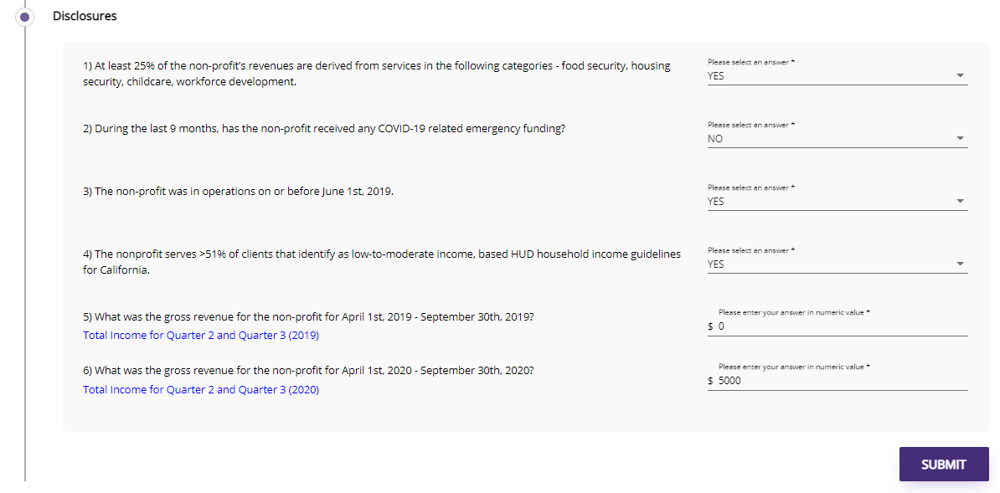 Disclosures
1) At least 25% of the non-profit's revenues are derived from services in the following categories - food security, housing
security, childcare, workforce development.
Please select an answer *
YES
2) During the last 9 months, has the non-profit received any COVID-19 related emergency funding?
Please select an answer *
NO
3) The non-profit was in operations on or before June 1st, 2019.
Please select an answer *
YES
4) The nonprofit serves >51% of clients that identify as low-to-moderate income, based HUD household income guidelines
for California.
Please select an answer *
YES
5) What was the gross revenue for the non-profit for April 1st, 2019 - September 30th, 2019?
Total Income for Quarter 2 and Quarter 3 (2019)
Please enter your answer in numeric value *
$ 0
6) What was the gross revenue for the non-profit for April 1st, 2020 - September 30th, 2020?
Total Income for Quarter 2 and Quarter 3 (2020)
Please enter your answer in numeric value *
$ 5000
SUBMIT